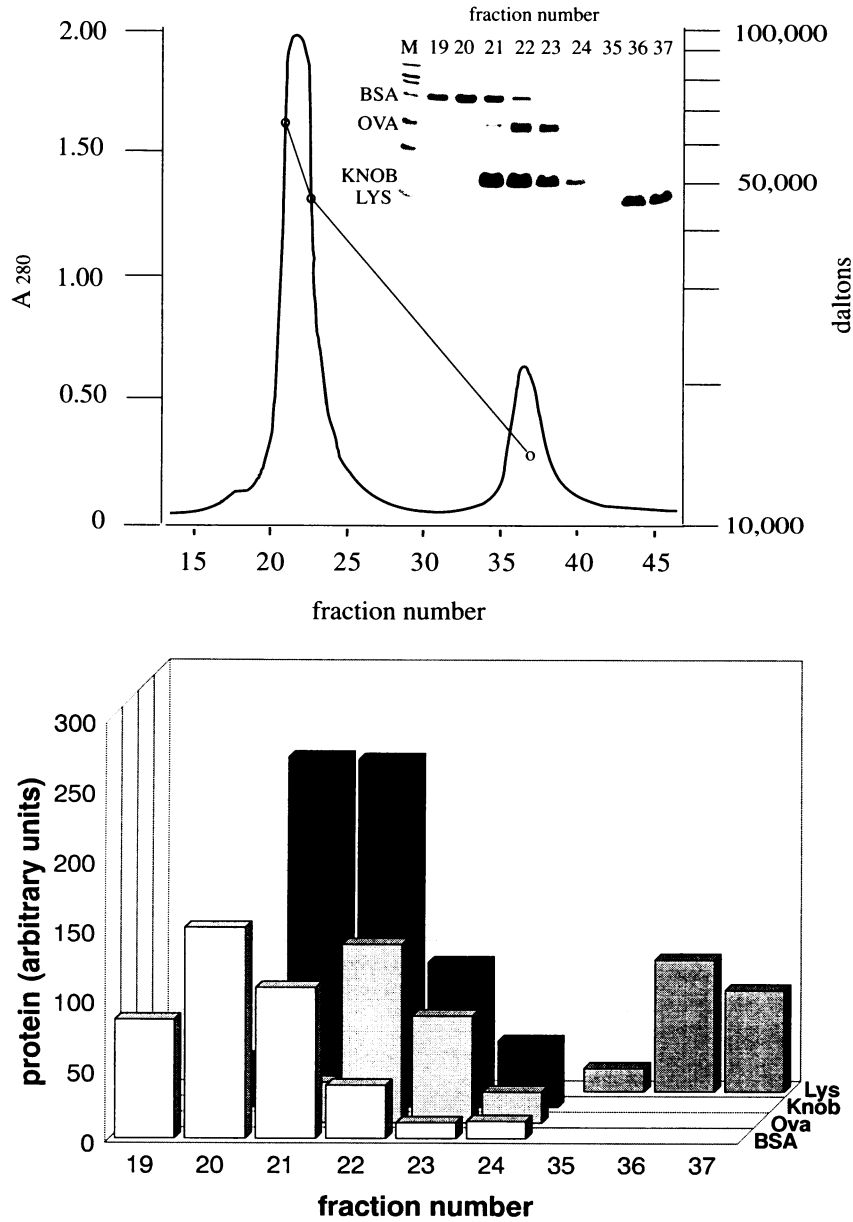 fraction number
M 19 20 21 22 23 24 35 36 37
BSA
OVA
KNOB
LYS
2.00
1.50
1.00
0.50
0
A 280
100,000
50,000
10,000
daltons
15 20 25 30 35 40 45
fraction number
300
250
200
150
100
50
0
protein (arbitrary units)
Lys
Knob
Ova
BSA
19 20 21 22 23 24 35 36 37
fraction number